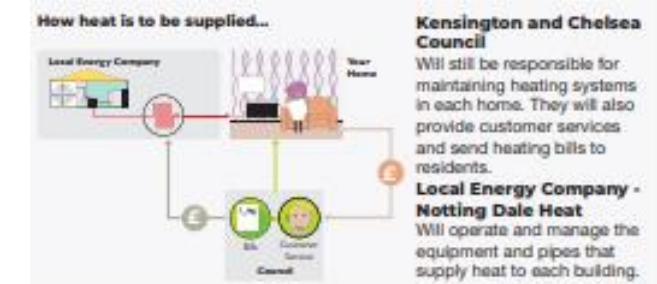 How heat is to be supplied...
Local Energy Company
Your
Home
£
£
Bills
Customer
Service
Council
Kensington and Chelsea
Council
Will still be responsible for
maintaining heating systems
in each home. They will also
provide customer services
and send heating bills to
residents.
Local Energy Company -
Notting Dale Heat
Will operate and manage the
equipment and pipes that
supply heat to each building.